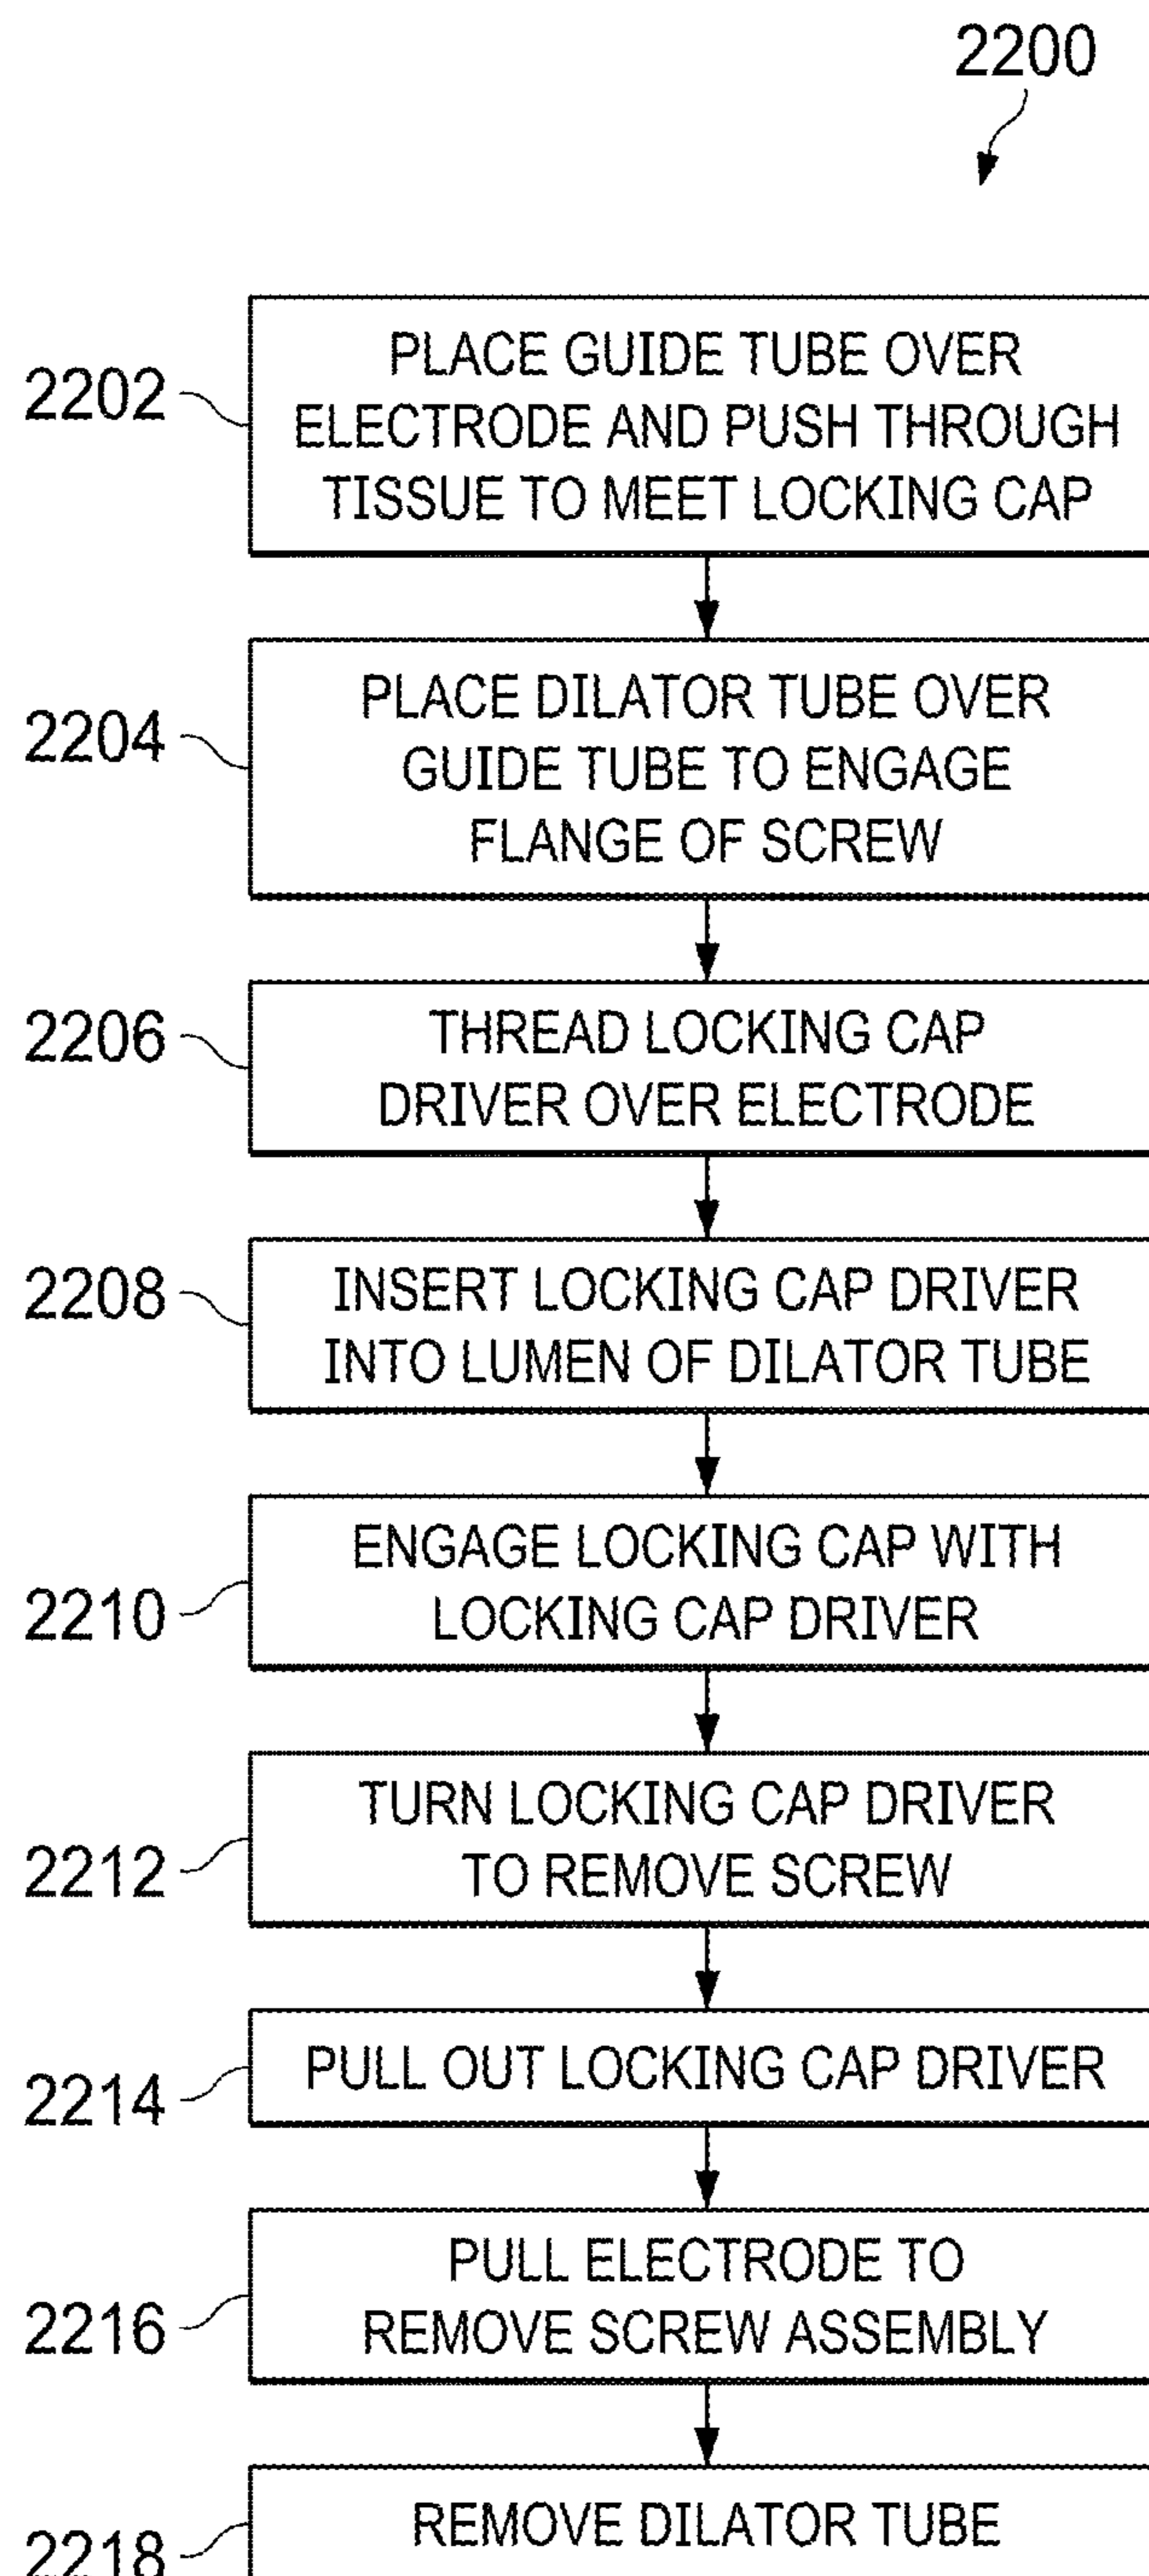 2200
2202
PLACE GUIDE TUBE OVER
ELECTRODE AND PUSH THROUGH
TISSUE TO MEET LOCKING CAP
2204
PLACE DILATOR TUBE OVER
GUIDE TUBE TO ENGAGE
FLANGE OF SCREW
2206
THREAD LOCKING CAP
DRIVER OVER ELECTRODE
2208
INSERT LOCKING CAP DRIVER
INTO LUMEN OF DILATOR TUBE
2210
ENGAGE LOCKING CAP WITH
LOCKING CAP DRIVER
2212
TURN LOCKING CAP DRIVER
TO REMOVE SCREW
2214
PULL OUT LOCKING CAP DRIVER
2216
PULL ELECTRODE TO
REMOVE SCREW ASSEMBLY
2218
REMOVE DILATOR TUBE